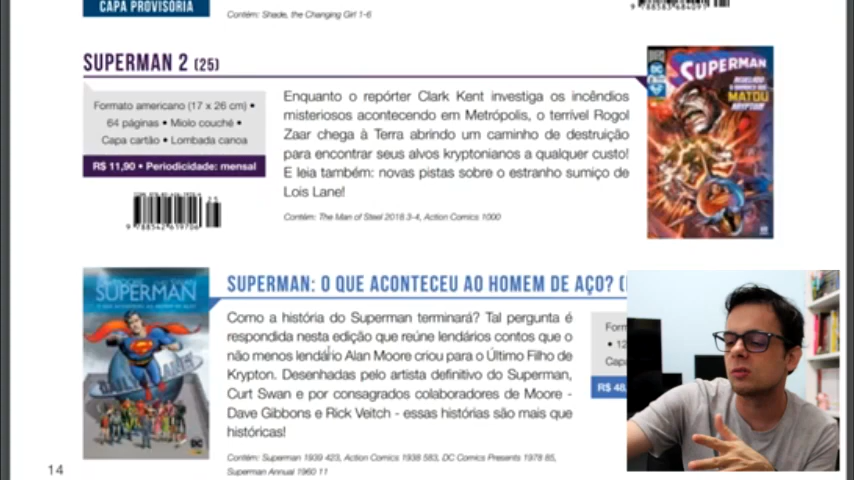 CAPA PROVISÓRIA
Contém: Shade, the Changing Girl 1-6
SUPERMAN 2 (25)
Formato americano (17 x 26 cm) •
64 páginas • Miolo couché •
Capa cartão • Lombada canoa
R$ 11,90 • Periodicidade: mensal
Enquanto o repórter Clark Kent investiga os incêndios
misteriosos acontecendo em Metrópolis, o terrível Rogol
Zaar chega à Terra abrindo um caminho de destruição
para encontrar seus alvos kryptonianos a qualquer custo!
E leia também: novas pistas sobre o estranho sumiço de
Lois Lane!
Contém: The Man of Steel 2018 3-4, Action Comics 1000
SUPERMAN
MATOU
KRYPTON!
SUPERMAN
SUPERMAN: O QUE ACONTECEU AO HOMEM DE AÇO?
Como a história do Superman terminará? Tal pergunta é
respondida nesta edição que reúne lendários contos que o
não menos lendário Alan Moore criou para o Último Filho de
Krypton. Desenhadas pelo artista definitivo do Superman,
Curt Swan e por consagrados colaboradores de Moore -
Dave Gibbons e Rick Veitch - essas histórias são mais que
históricas!
Contém: Superman 1939 423, Action Comics 1938 583, DC Comics Presents 1978 85,
Superman Annual 1960 11
Form
• 12
Capa
R$ 48,
14